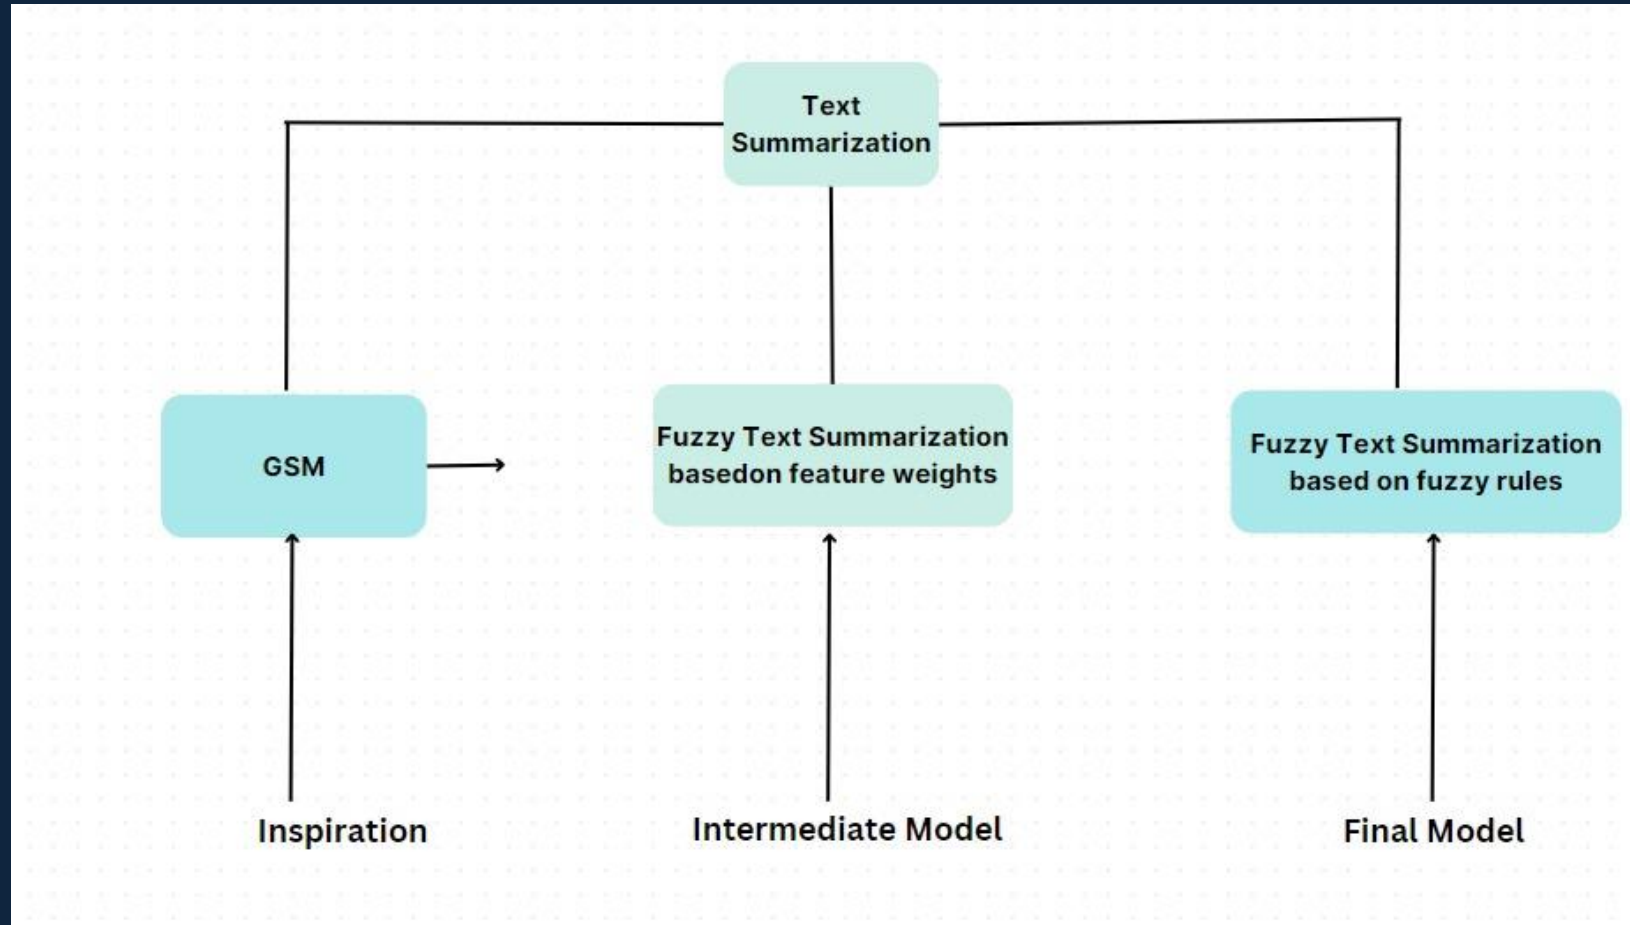 Text
Summarization
GSM
Fuzzy Text Summarization
basedon feature weights
Fuzzy Text Summarization
based on fuzzy rules
Inspiration
Intermediate Model
Final Model